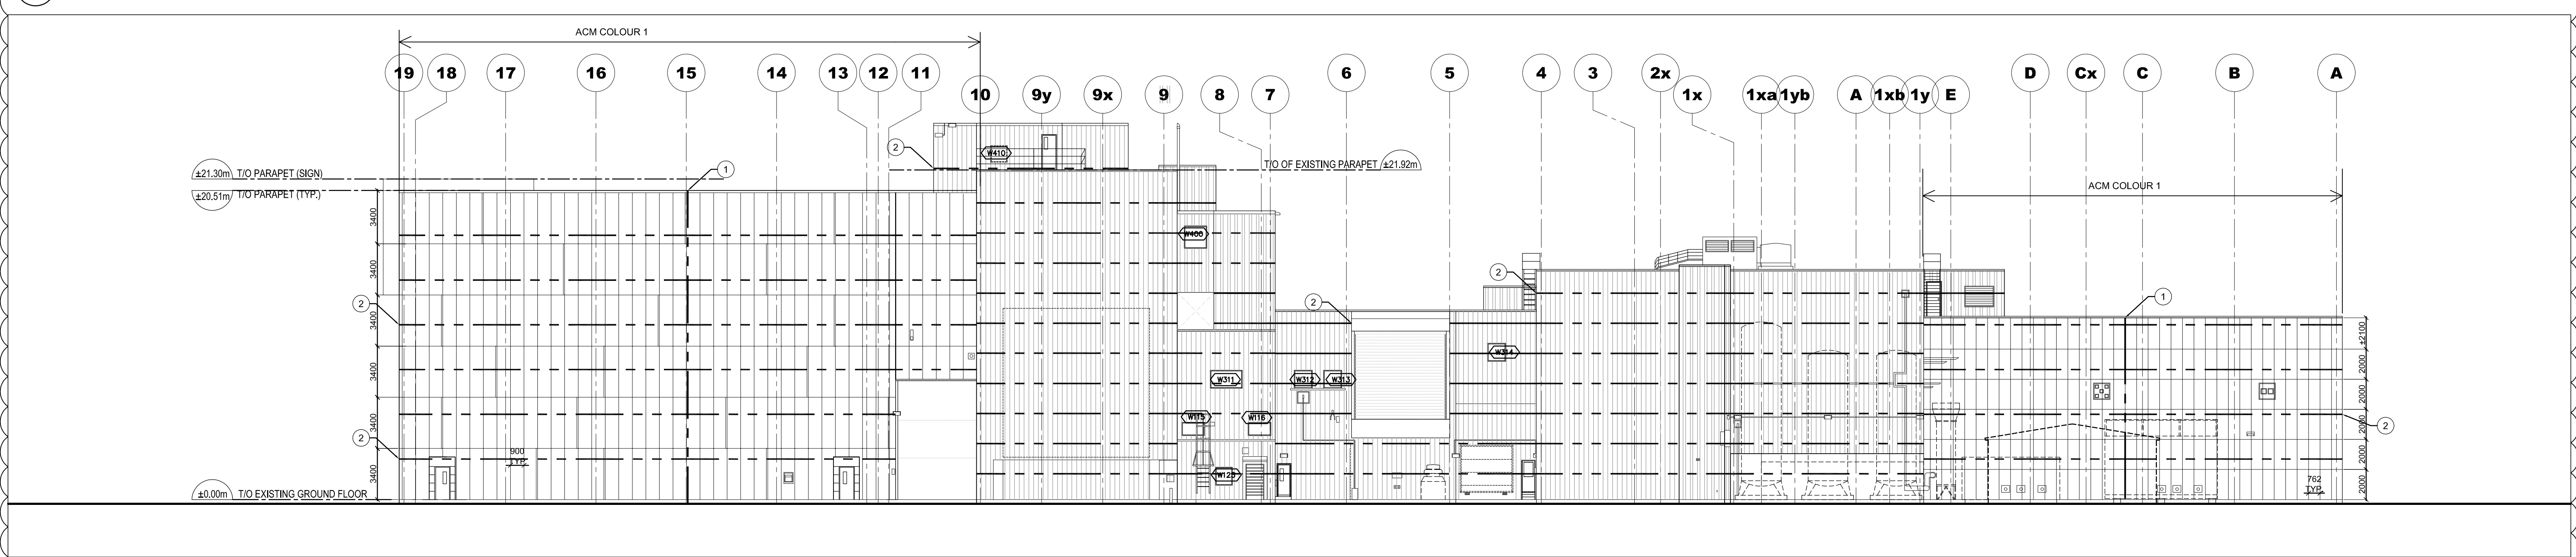 ACM COLOUR 1
19 18 17 16 15 14 13 12 11 10 9y 9x 9 8 7 6 5 4 3 2x 1x 1xa 1yb A 1xb 1y E D Cx C B A
2
W410
±21.30m T/O PARAPET (SIGN)
1
T/O OF EXISTING PARAPET ±21.92m
±20.51m T/O PARAPET (TYP.)
ACM COLOUR 1
3400
3400
3400
3400
3400
3400
2
2
2
2
1
W314
W311
W312
W313
W115
W116
±2100
2000
2000
2000
2000
2000
2
2
900
TYP.
762
TYP.
±0.00m T/O EXISTING GROUND FLOOR